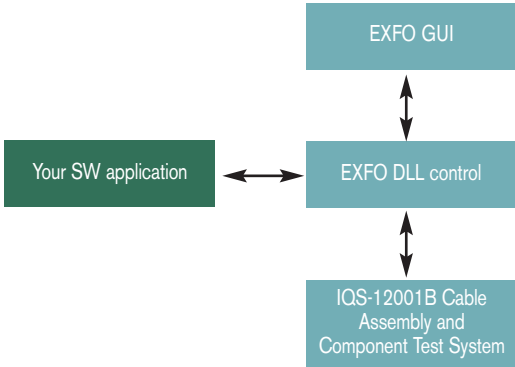 EXFO GUI
Your SW application
EXFO DLL control
IQS-12001B Cable
Assembly and
Component Test System